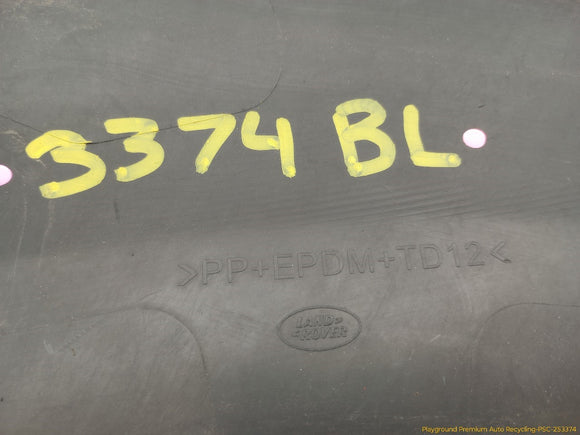 3374 BL
>PP+EPDM+TD12<
LAND-
-ROVER
Playground Premium Auto Recycling-PSC-253374